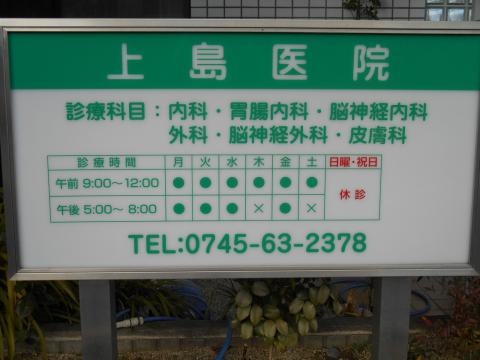 上島医院
診療科目：内科・胃腸内科・脳神経内科
外科・脳神経外科・皮膚科
診療時間 月 火 水 木 金 土 日曜・祝日
午前 9:00〜12:00 ● ● ● ● ● ● 休診
午後 5:00〜 8:00 ● ● ● × ● ×
TEL:0745-63-2378